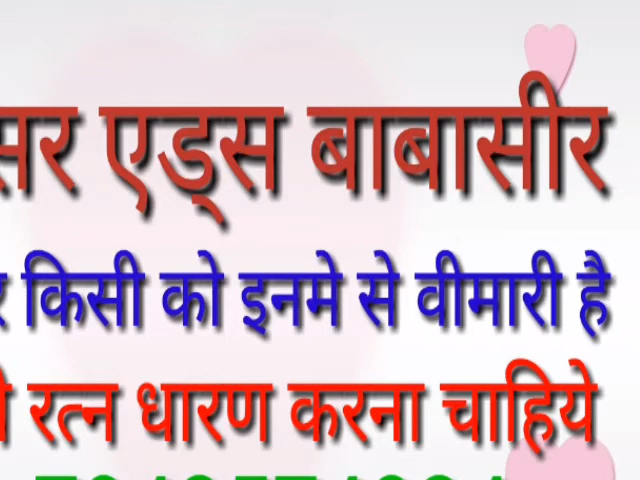 एड्स बाबासीर
किसी को इनमे से वीमारी है
रत्न धारण करना चाहिये